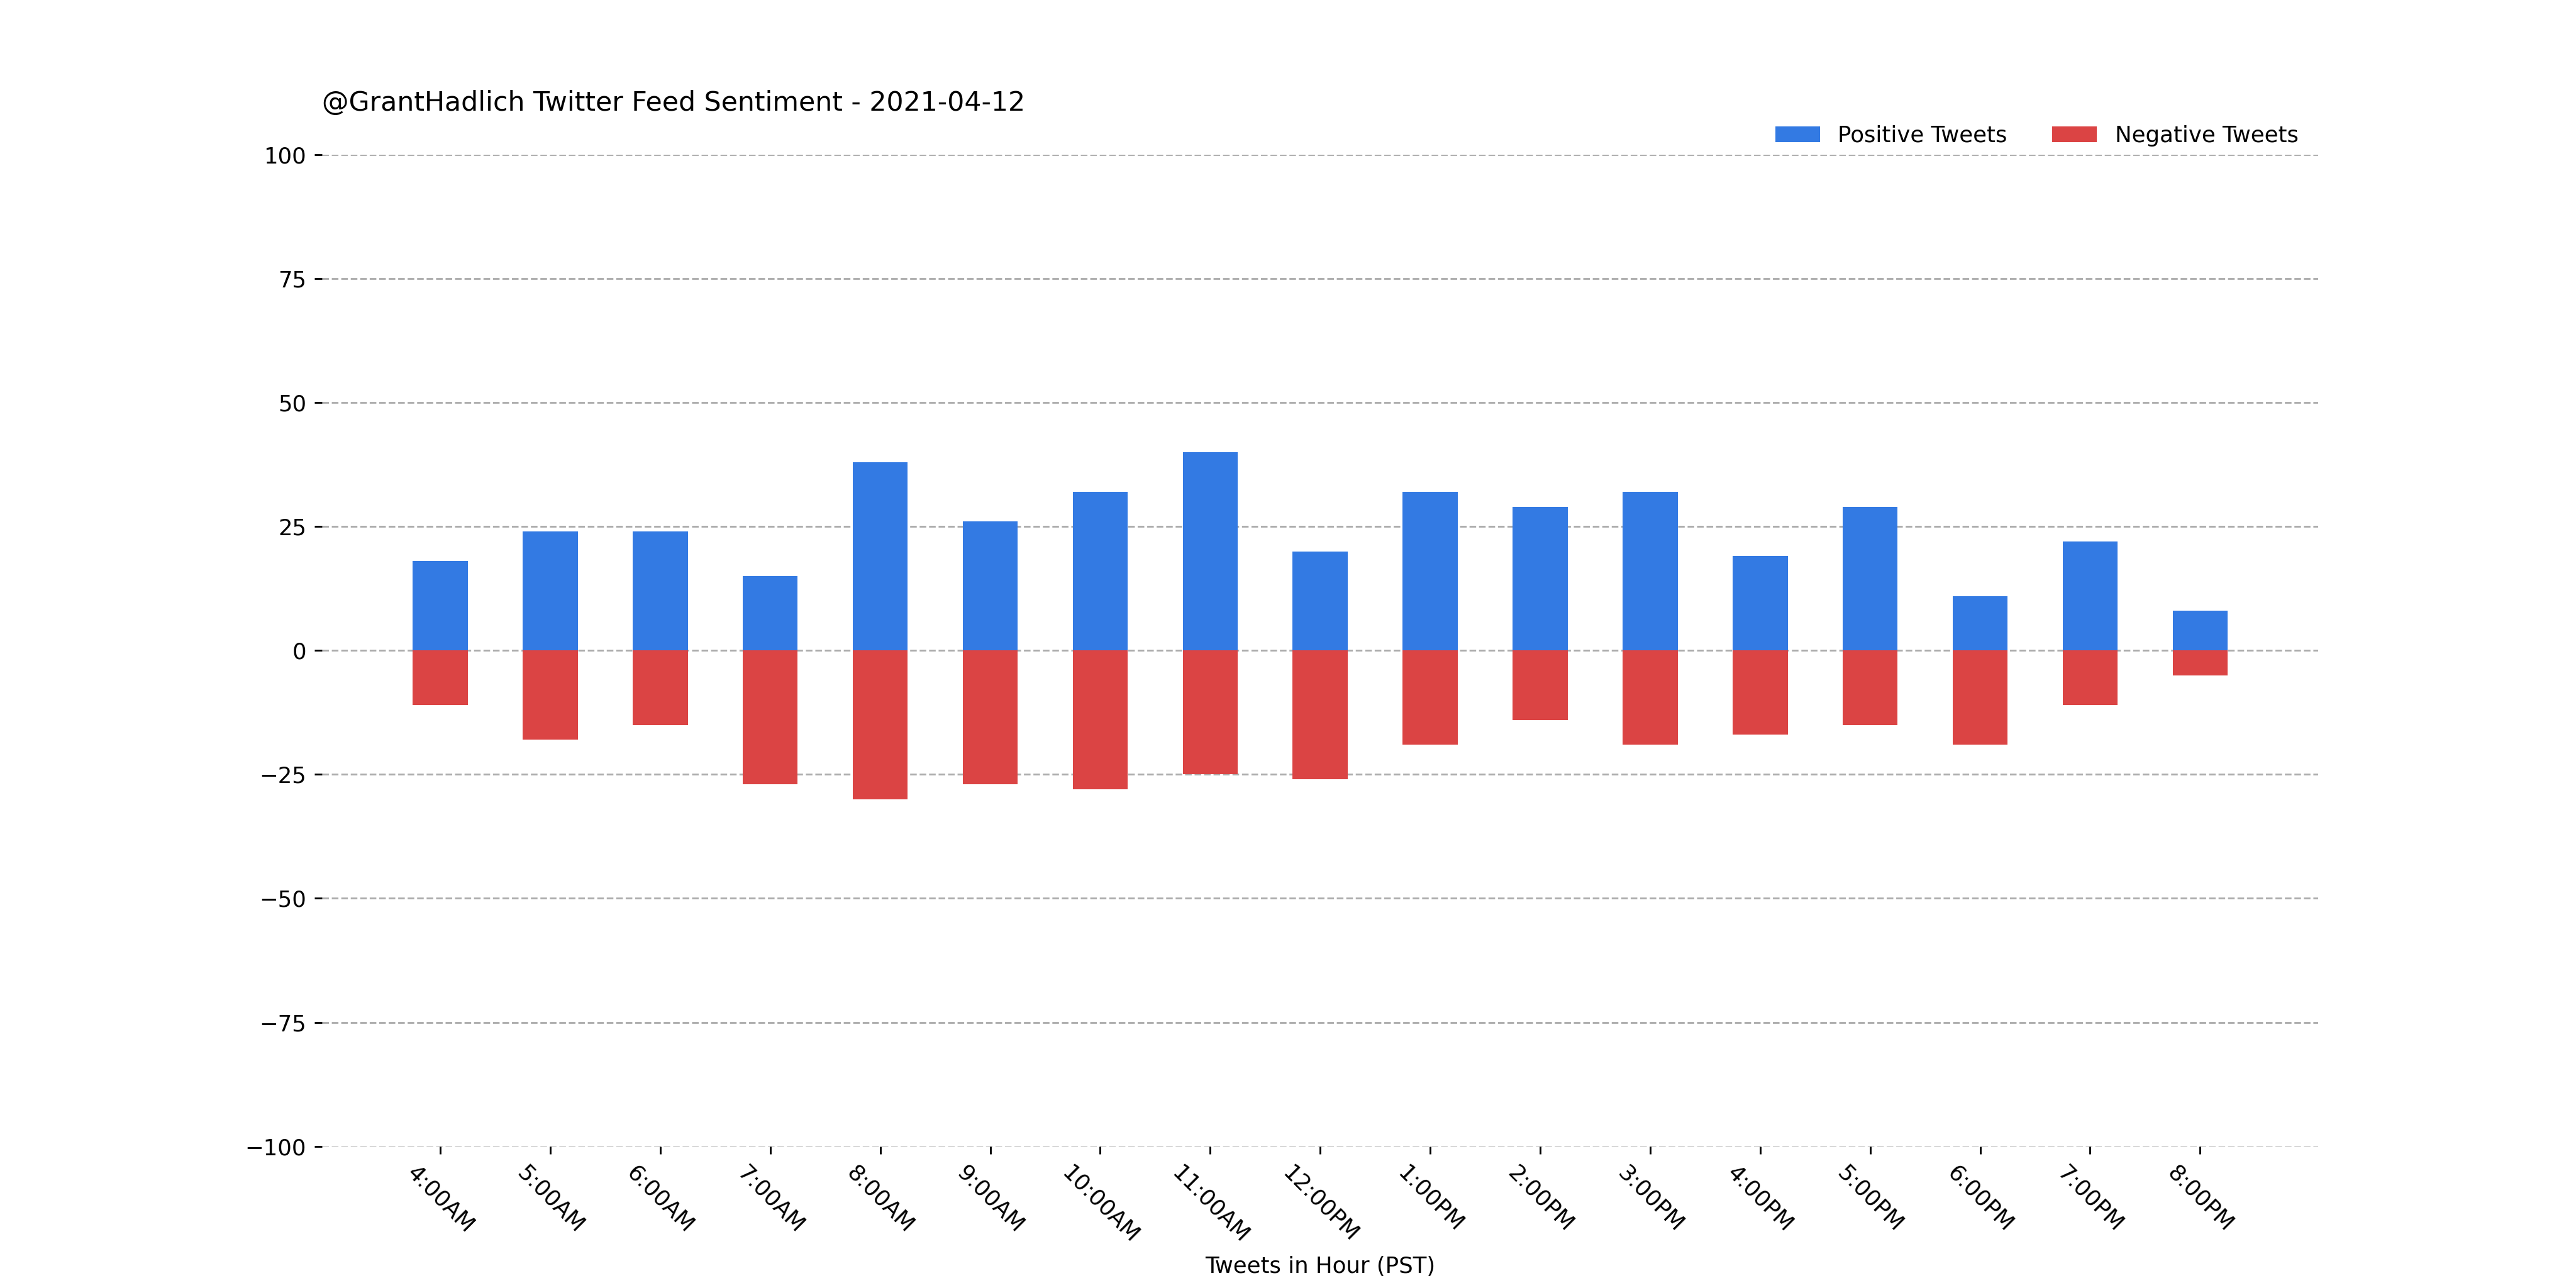 @GrantHadlich Twitter Feed Sentiment - 2021-04-12
Positive Tweets
Negative Tweets
100
75
50
25
0
−25
−50
−75
−100
4:00AM
5:00AM
6:00AM
7:00AM
8:00AM
9:00AM
10:00AM
11:00AM
12:00PM
1:00PM
2:00PM
3:00PM
4:00PM
5:00PM
6:00PM
7:00PM
8:00PM
Tweets in Hour (PST)